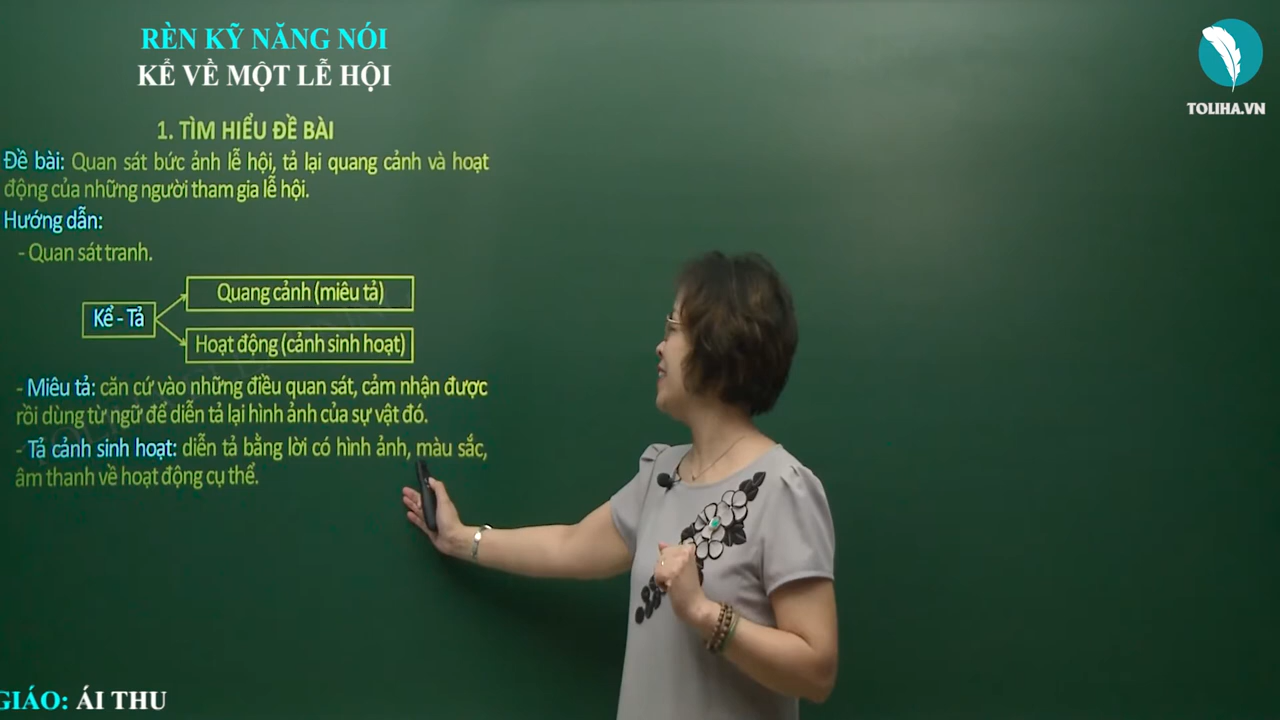 RÈN KỸ NĂNG NÓI
KỂ VỀ MỘT LỄ HỘI
TOLIHA.VN
1. TÌM HIỂU ĐỀ BÀI
Đề bài: Quan sát bức ảnh lễ hội, tả lại quang cảnh và hoạt
động của những người tham gia lễ hội.
Hướng dẫn:
- Quan sát tranh.
Quang cảnh (miêu tả)
Kể - Tả
Hoạt động (cảnh sinh hoạt)
- Miêu tả: căn cứ vào những điều quan sát, cảm nhận được
rồi dùng từ ngữ để diễn tả lại hình ảnh của sự vật đó.
- Tả cảnh sinh hoạt: diễn tả bằng lời có hình ảnh, màu sắc,
âm thanh về hoạt động cụ thể.
GIÁO: ÁI THU